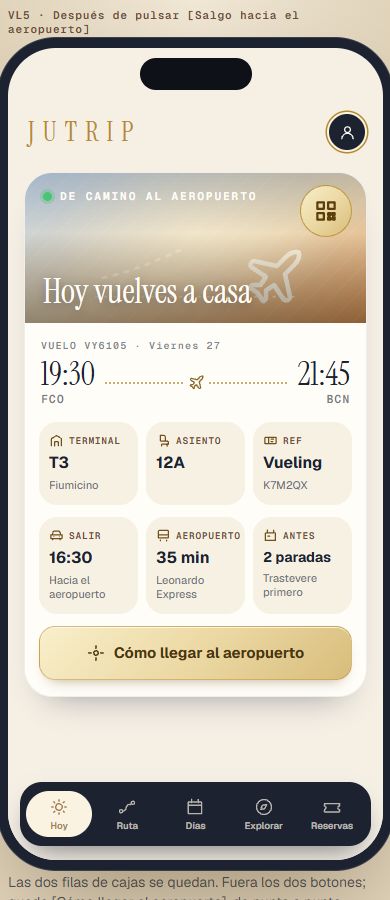 VL5 · Después de pulsar [Salgo hacia el
aeropuerto]
JUTRIP
DE CAMINO AL AEROPUERTO
Hoy vuelves a casa
VUELO VY6105 · Viernes 27
19:30
21:45
FCO
BCN
TERMINAL
T3
Fiumicino
ASIENTO
12A
REF
Vueling
K7M2QX
SALIR
16:30
Hacia el
aeropuerto
AEROPUERTO
35 min
Leonardo
Express
ANTES
2 paradas
Trastevere
primero
Cómo llegar al aeropuerto
Hoy
Ruta
Días
Explorar
Reservas
Las dos filas de cajas se quedan. Fuera los dos botones;